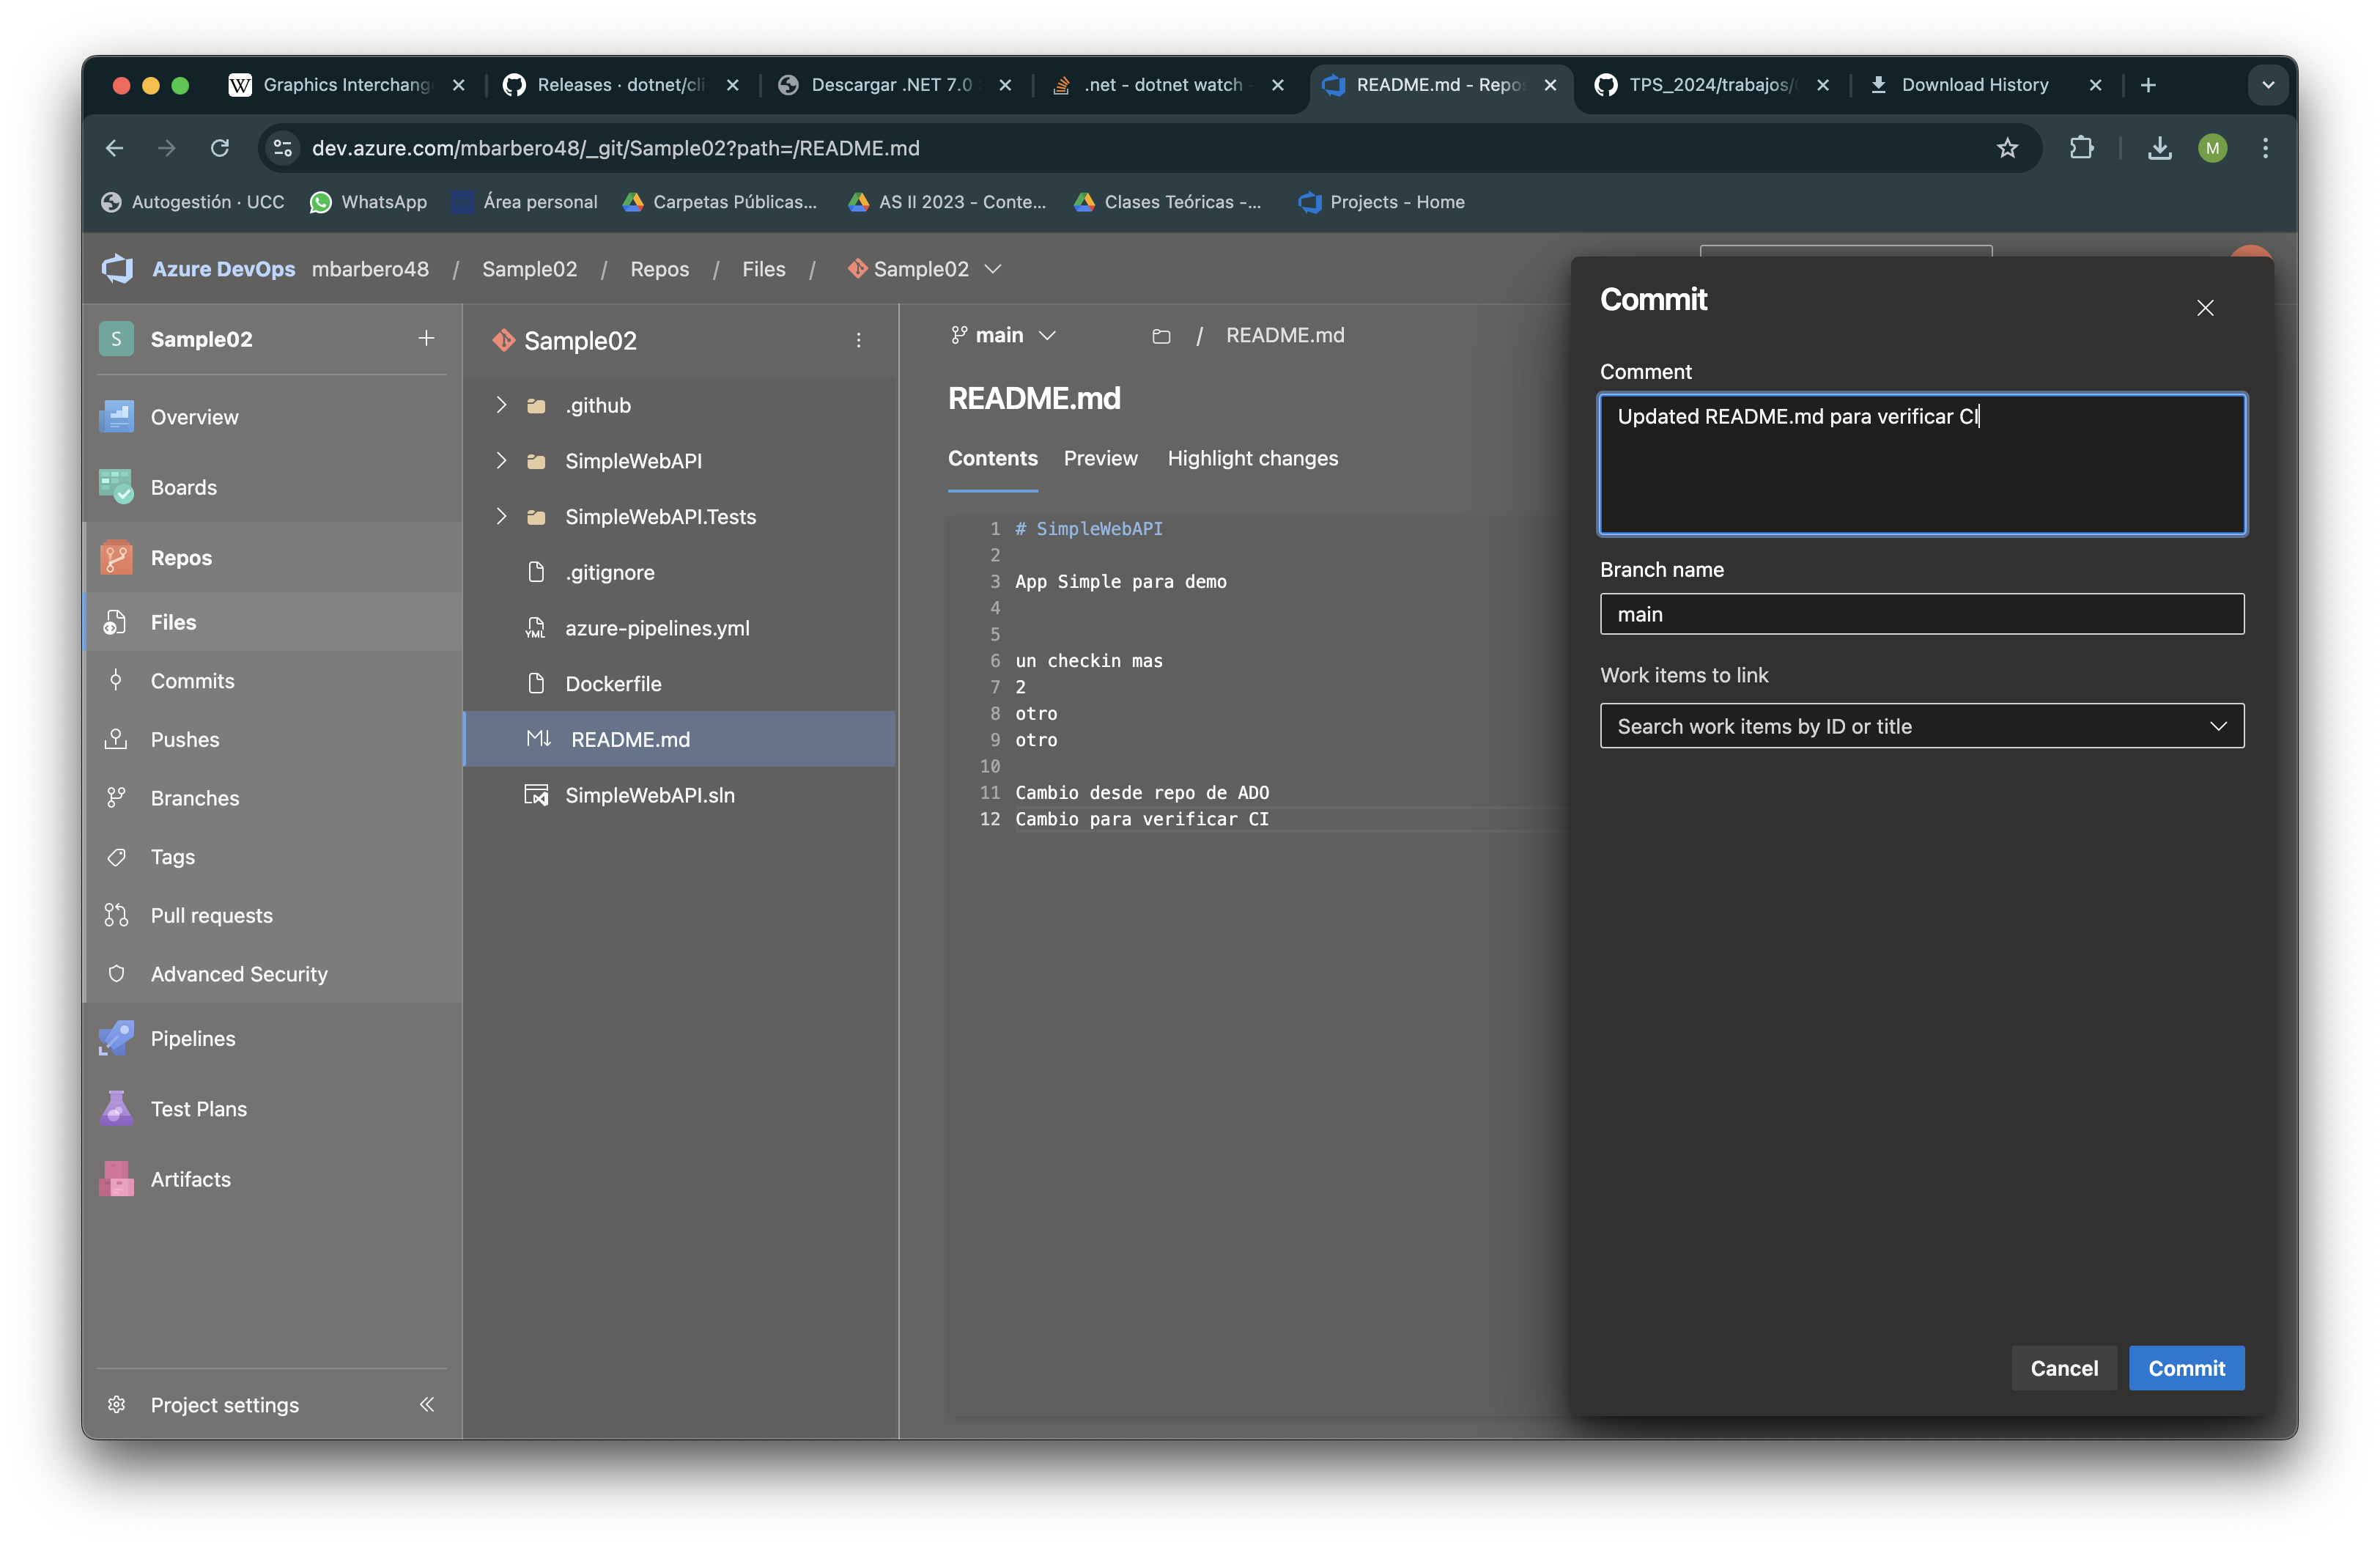 Graphics Interchang
Releases · dotnet/cli
Descargar .NET 7.0
.net - dotnet watch
README.md - Repo
TPS_2024/trabajos/
Download History
dev.azure.com/mbarbero48/_git/Sample02?path=/README.md
M
Autogestión · UCC
WhatsApp
Área personal
Carpetas Públicas...
AS II 2023 - Conte...
Clases Teóricas -...
Projects - Home
Azure DevOps mbarbero48 / Sample02 / Repos / Files / Sample02
S Sample02
Overview
Boards
Repos
Files
Commits
Pushes
Branches
Tags
Pull requests
Advanced Security
Pipelines
Test Plans
Artifacts
Project settings
Sample02
.github
SimpleWebAPI
SimpleWebAPI.Tests
.gitignore
YML azure-pipelines.yml
Dockerfile
M↓ README.md
SimpleWebAPI.sln
main / README.md
README.md
Contents Preview Highlight changes
1 # SimpleWebAPI
2
3 App Simple para demo
4
5
6 un checkin mas
7 2
8 otro
9 otro
10
11 Cambio desde repo de ADO
12 Cambio para verificar CI
Commit
Comment
Updated README.md para verificar CI
Branch name
main
Work items to link
Search work items by ID or title
Cancel
Commit